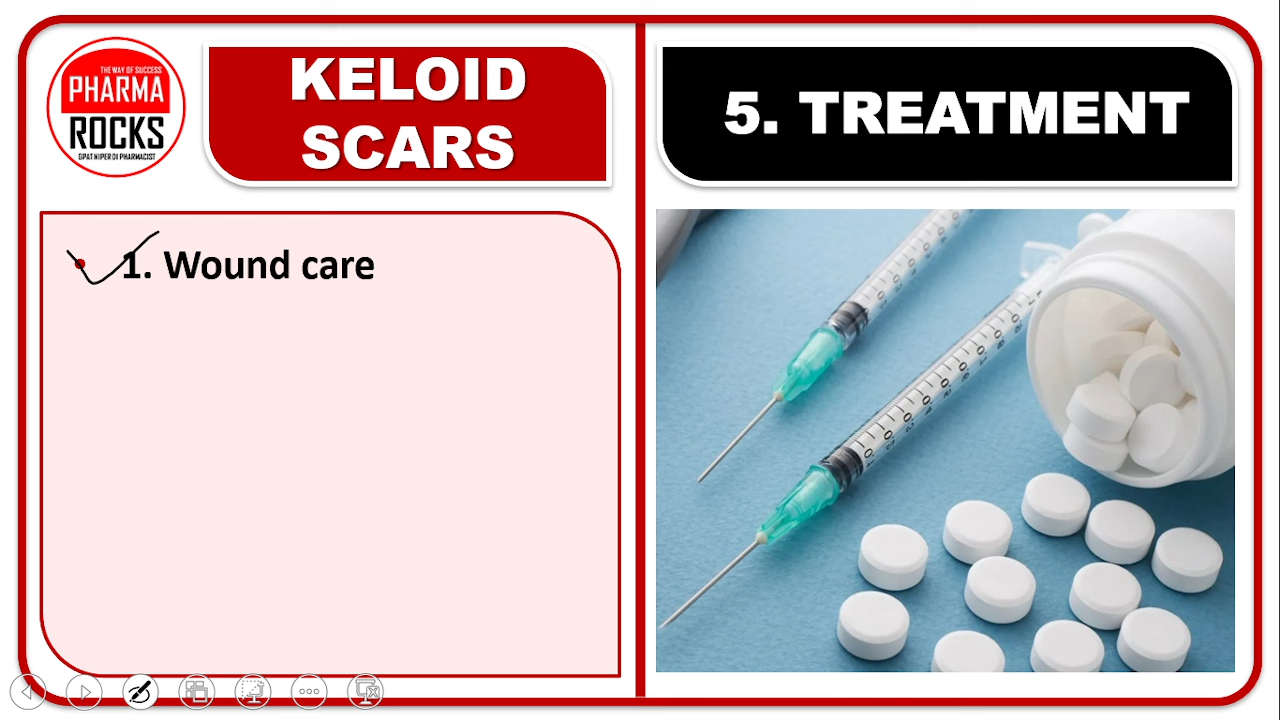 THE WAY OF SUCCESS
PHARMA
ROCKS
GPAT NIPER DI PHARMACIST
KELOID
SCARS
5. TREATMENT
1. Wound care